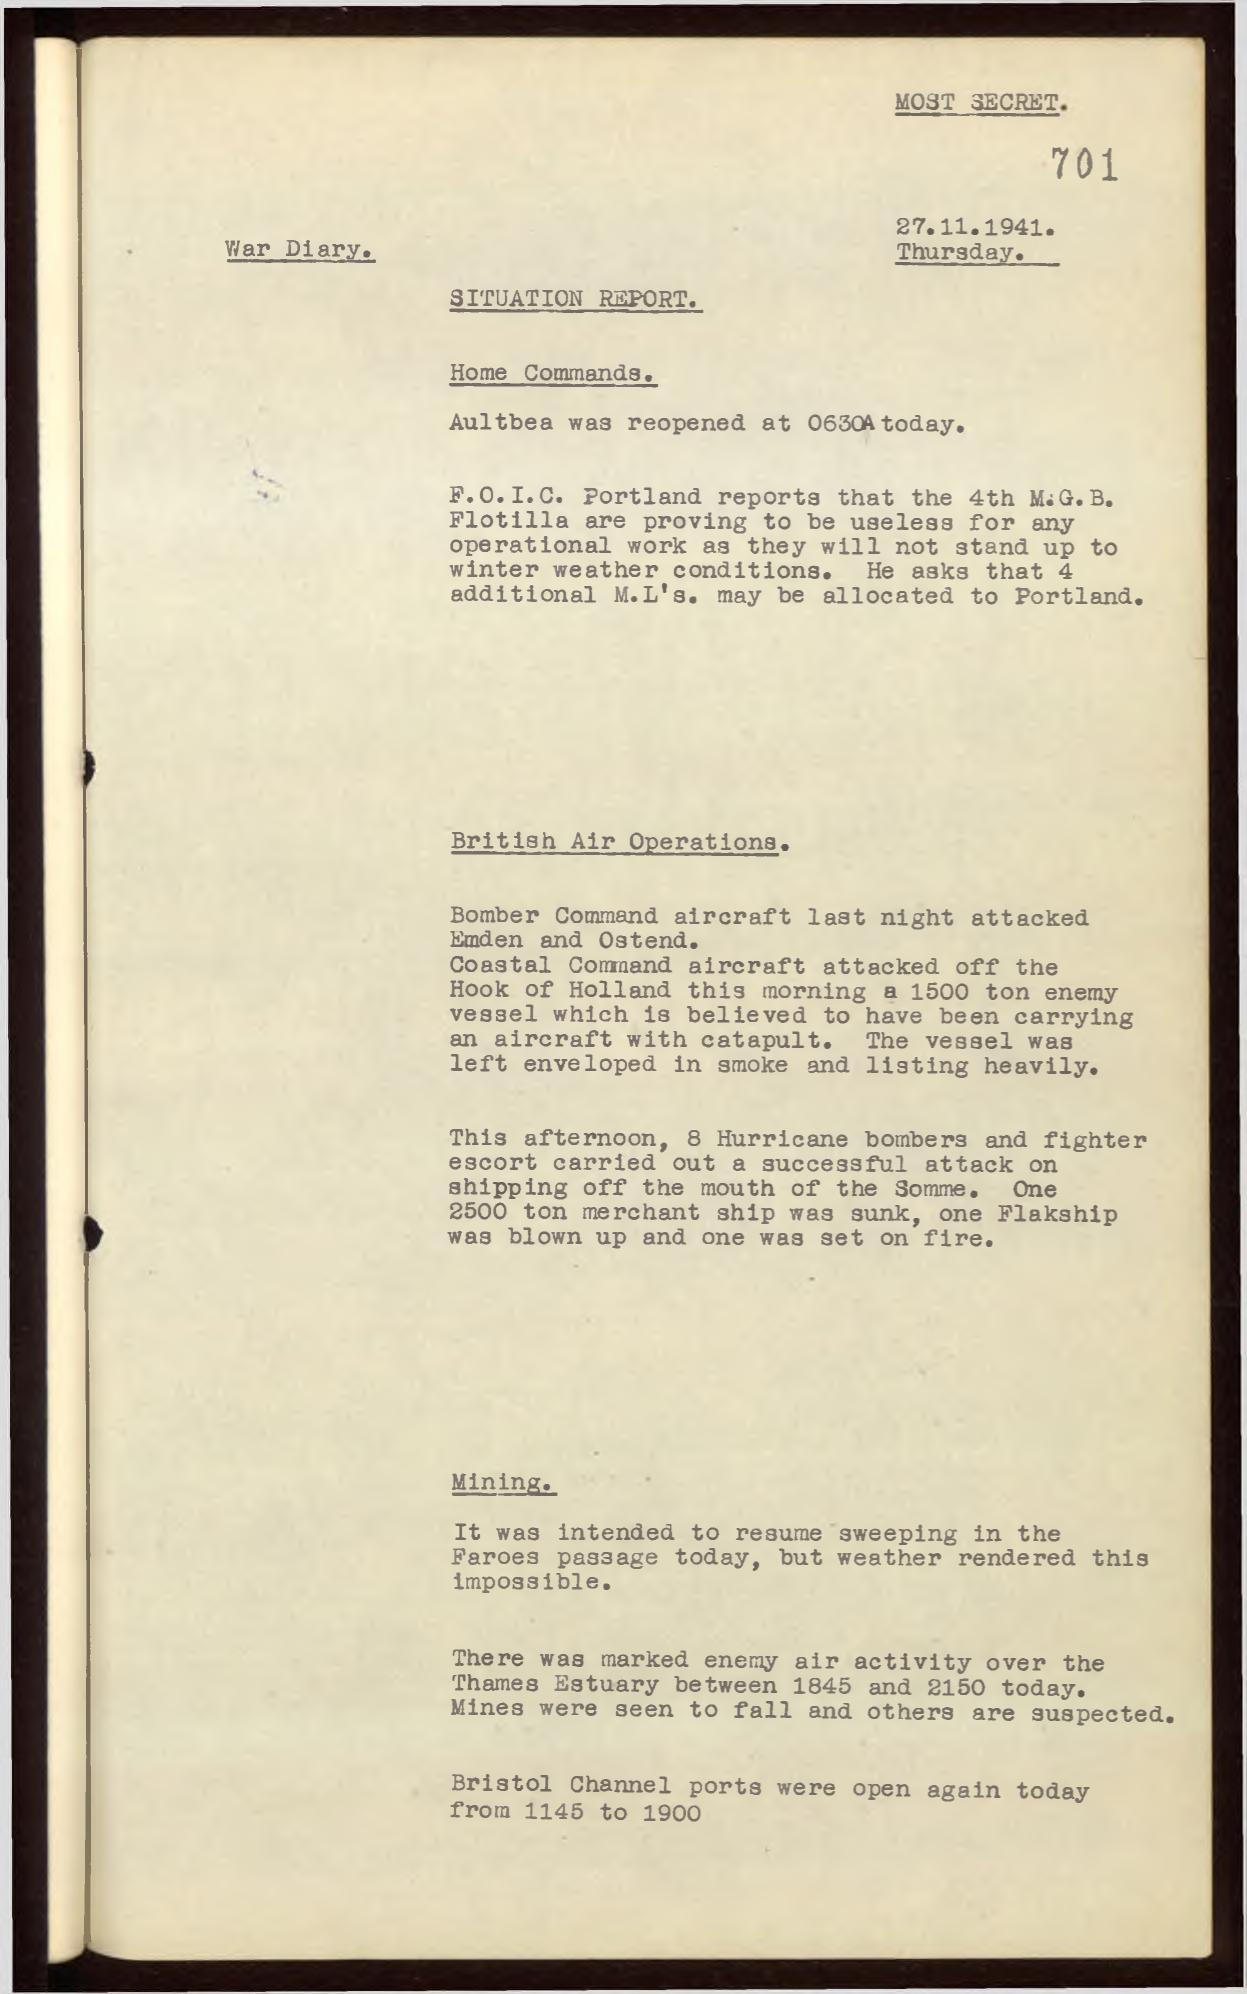 MOST SECRET.
701
27.11.1941.
War Diary.
Thursday.
SITUATION REPORT.
Home Commands.
Aultbea was reopened at 0630A today.
F.O.I.C. Portland reports that the 4th M.G.B.
Flotilla are proving to be useless for any
operational work as they will not stand up to
winter weather conditions. He asks that 4
additional M.L's. may be allocated to Portland.
British Air Operations.
Bomber Command aircraft last night attacked
Emden and Ostend.
Coastal Command aircraft attacked off the
Hook of Holland this morning a 1500 ton enemy
vessel which is believed to have been carrying
an aircraft with catapult. The vessel was
left enveloped in smoke and listing heavily.
This afternoon, 8 Hurricane bombers and fighter
escort carried out a successful attack on
shipping off the mouth of the Somme. One
2500 ton merchant ship was sunk, one Flakship
was blown up and one was set on fire.
Mining.
It was intended to resume sweeping in the
Faroes passage today, but weather rendered this
impossible.
There was marked enemy air activity over the
Thames Estuary between 1845 and 2150 today.
Mines were seen to fall and others are suspected.
Bristol Channel ports were open again today
from 1145 to 1900